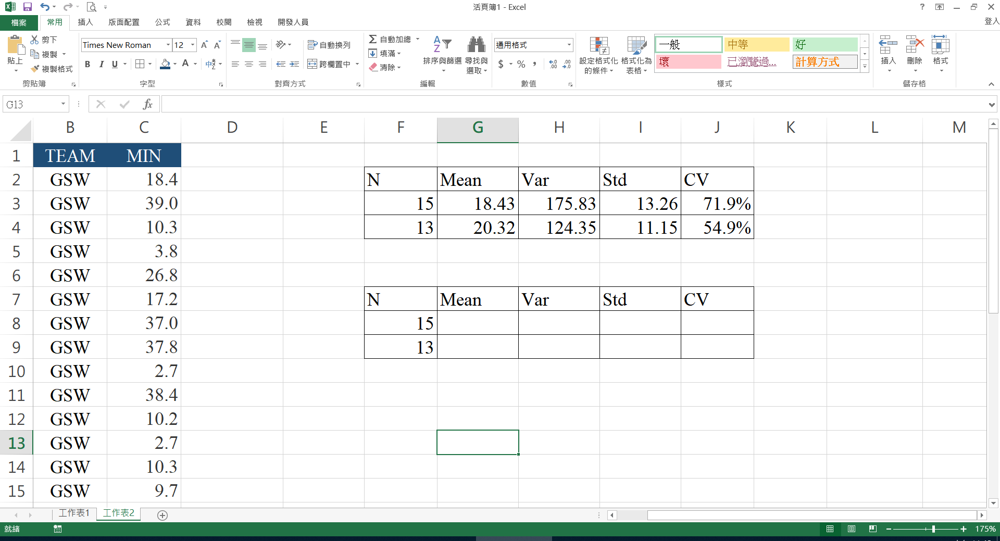 活頁簿1 - Excel
?
登入
檔案 常用 插入 版面配置 公式 資料 校閱 檢視 開發人員
貼上 剪下 複製 複製格式 剪貼簿
Times New Roman 12 A A
B I U A 中 字型
自動換列 跨欄置中 對齊方式
Σ 自動加總 填滿 清除 編輯
A Z 排序與篩選 尋找與選取
通用格式 $ % , .00 .0 數值
設定格式化的條件 格式化為表格
一般 中等 好
壞 已瀏覽過... 計算方式
樣式
插入 刪除 格式
儲存格
G13 fx
B C D E F G H I J K L M
1 TEAM MIN
2 GSW 18.4 N Mean Var Std CV
3 GSW 39.0 15 18.43 175.83 13.26 71.9%
4 GSW 10.3 13 20.32 124.35 11.15 54.9%
5 GSW 3.8
6 GSW 26.8
7 GSW 17.2 N Mean Var Std CV
8 GSW 37.0 15
9 GSW 37.8 13
10 GSW 2.7
11 GSW 38.4
12 GSW 10.2
13 GSW 2.7
14 GSW 10.3
15 GSW 9.7
工作表1 工作表2
就緒 175%